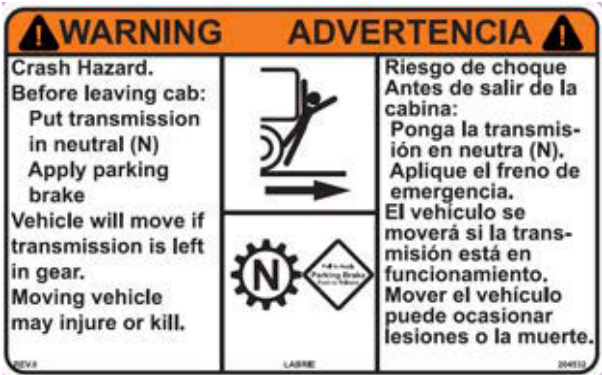 WARNING
ADVERTENCIA
Crash Hazard.
Before leaving cab:
Put transmission
in neutral (N)
Apply parking
brake
Vehicle will move if
transmission is left
in gear.
Moving vehicle
may injure or kill.
N
Parking Brake
Riesgo de choque
Antes de salir de la
cabina:
Ponga la transmis-
ión en neutra (N).
Aplique el freno de
emergencia.
El vehículo se
moverá si la trans-
misión está en
funcionamiento.
Mover el vehículo
puede ocasionar
lesiones o la muerte.
LABRIE